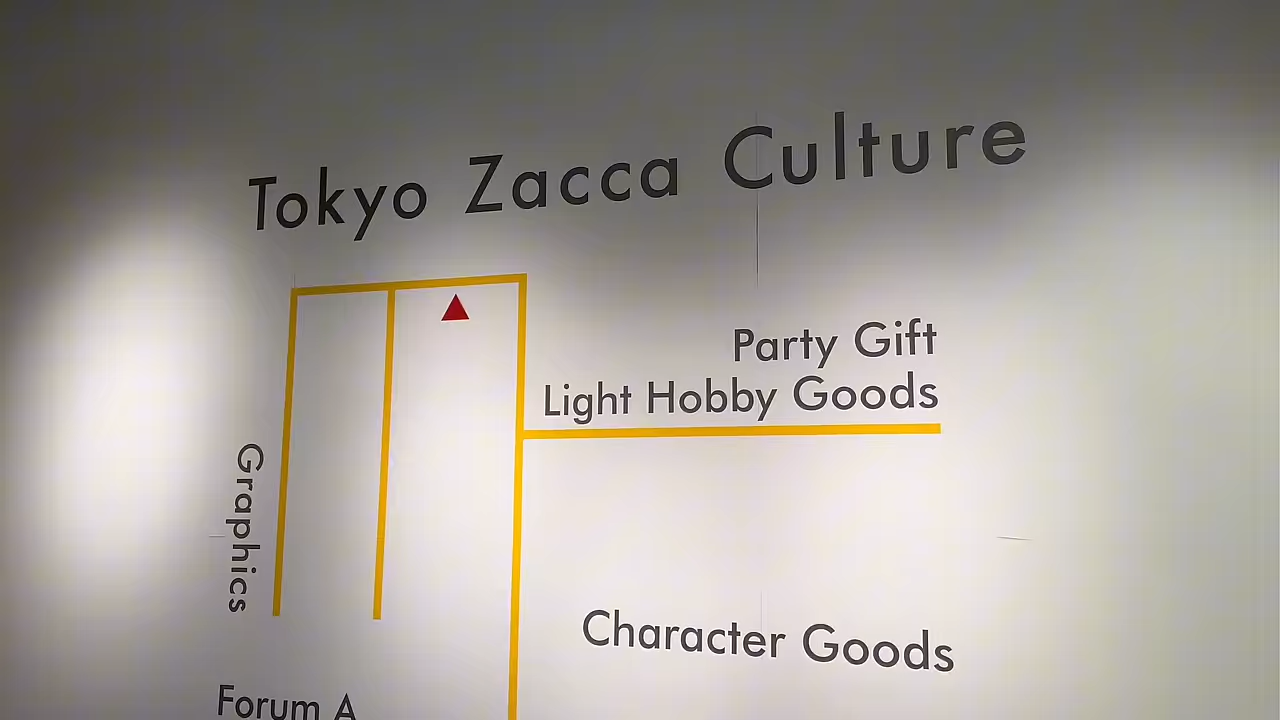 Tokyo Zacca Culture
Party Gift
Light Hobby Goods
Graphics
Character Goods
Forum A